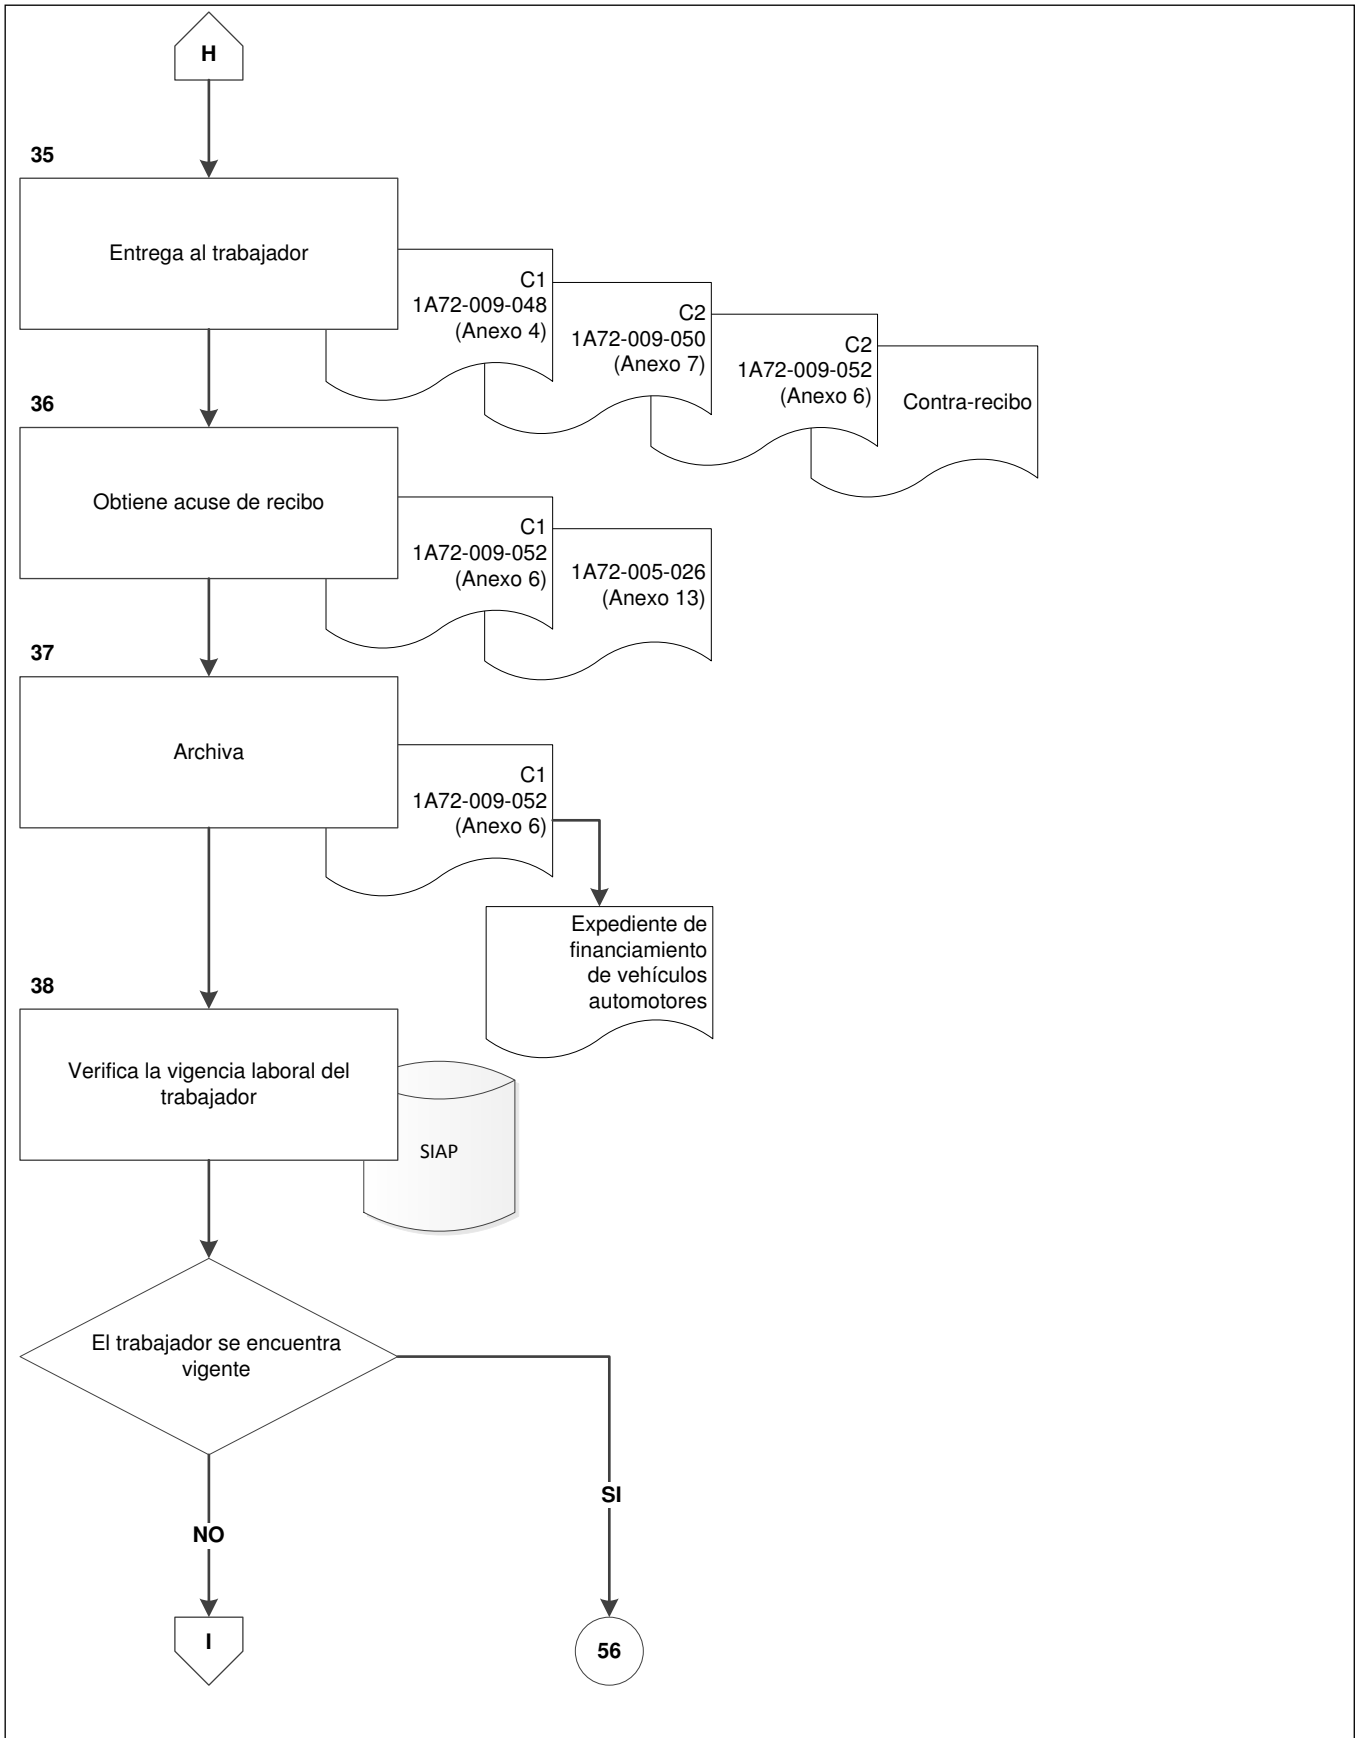 H
35
Entrega al trabajador
C1
1A72-009-048
(Anexo 4)
C2
1A72-009-050
(Anexo 7)
C2
1A72-009-052
(Anexo 6)
Contra-recibo
36
Obtiene acuse de recibo
C1
1A72-009-052
(Anexo 6)
1A72-005-026
(Anexo 13)
37
Archiva
C1
1A72-009-052
(Anexo 6)
Expediente de
financiamiento
de vehículos
automotores
38
Verifica la vigencia laboral del
trabajador
SIAP
El trabajador se encuentra
vigente
SI
NO
I
56